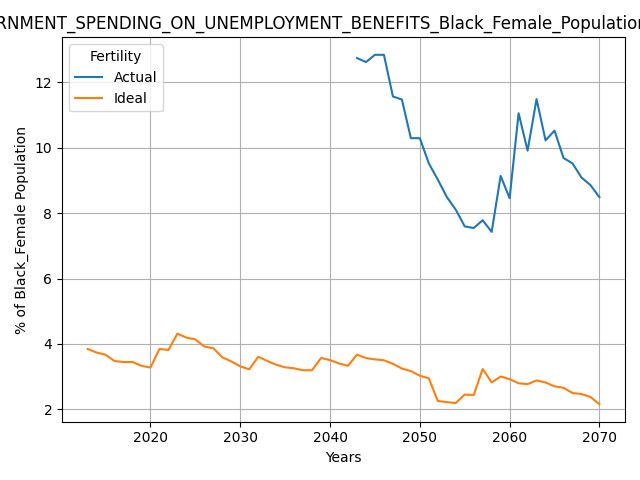 RNMENT_SPENDING_ON_UNEMPLOYMENT_BENEFITS_Black_Female_Population
Fertility
Actual
Ideal
% of Black_Female Population
12
10
8
6
4
2
2020 2030 2040 2050 2060 2070
Years